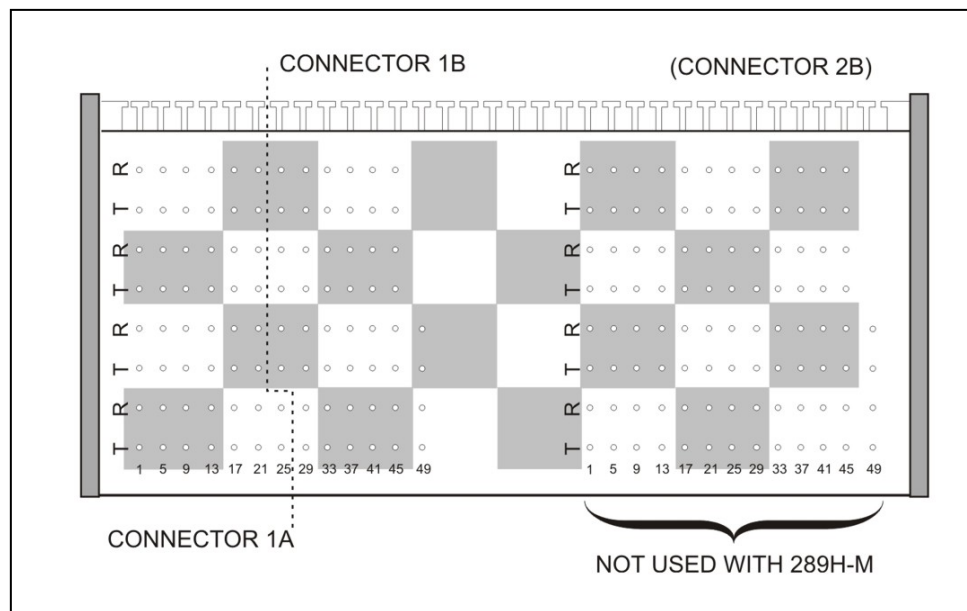 CONNECTOR 1B (CONNECTOR 2B)
R R
T T
R R
T T
R R
T T
R R
T T
1 5 9 13 17 21 25 29 33 37 41 45 49 1 5 9 13 17 21 25 29 33 37 41 45 49
CONNECTOR 1A
NOT USED WITH 289H-M